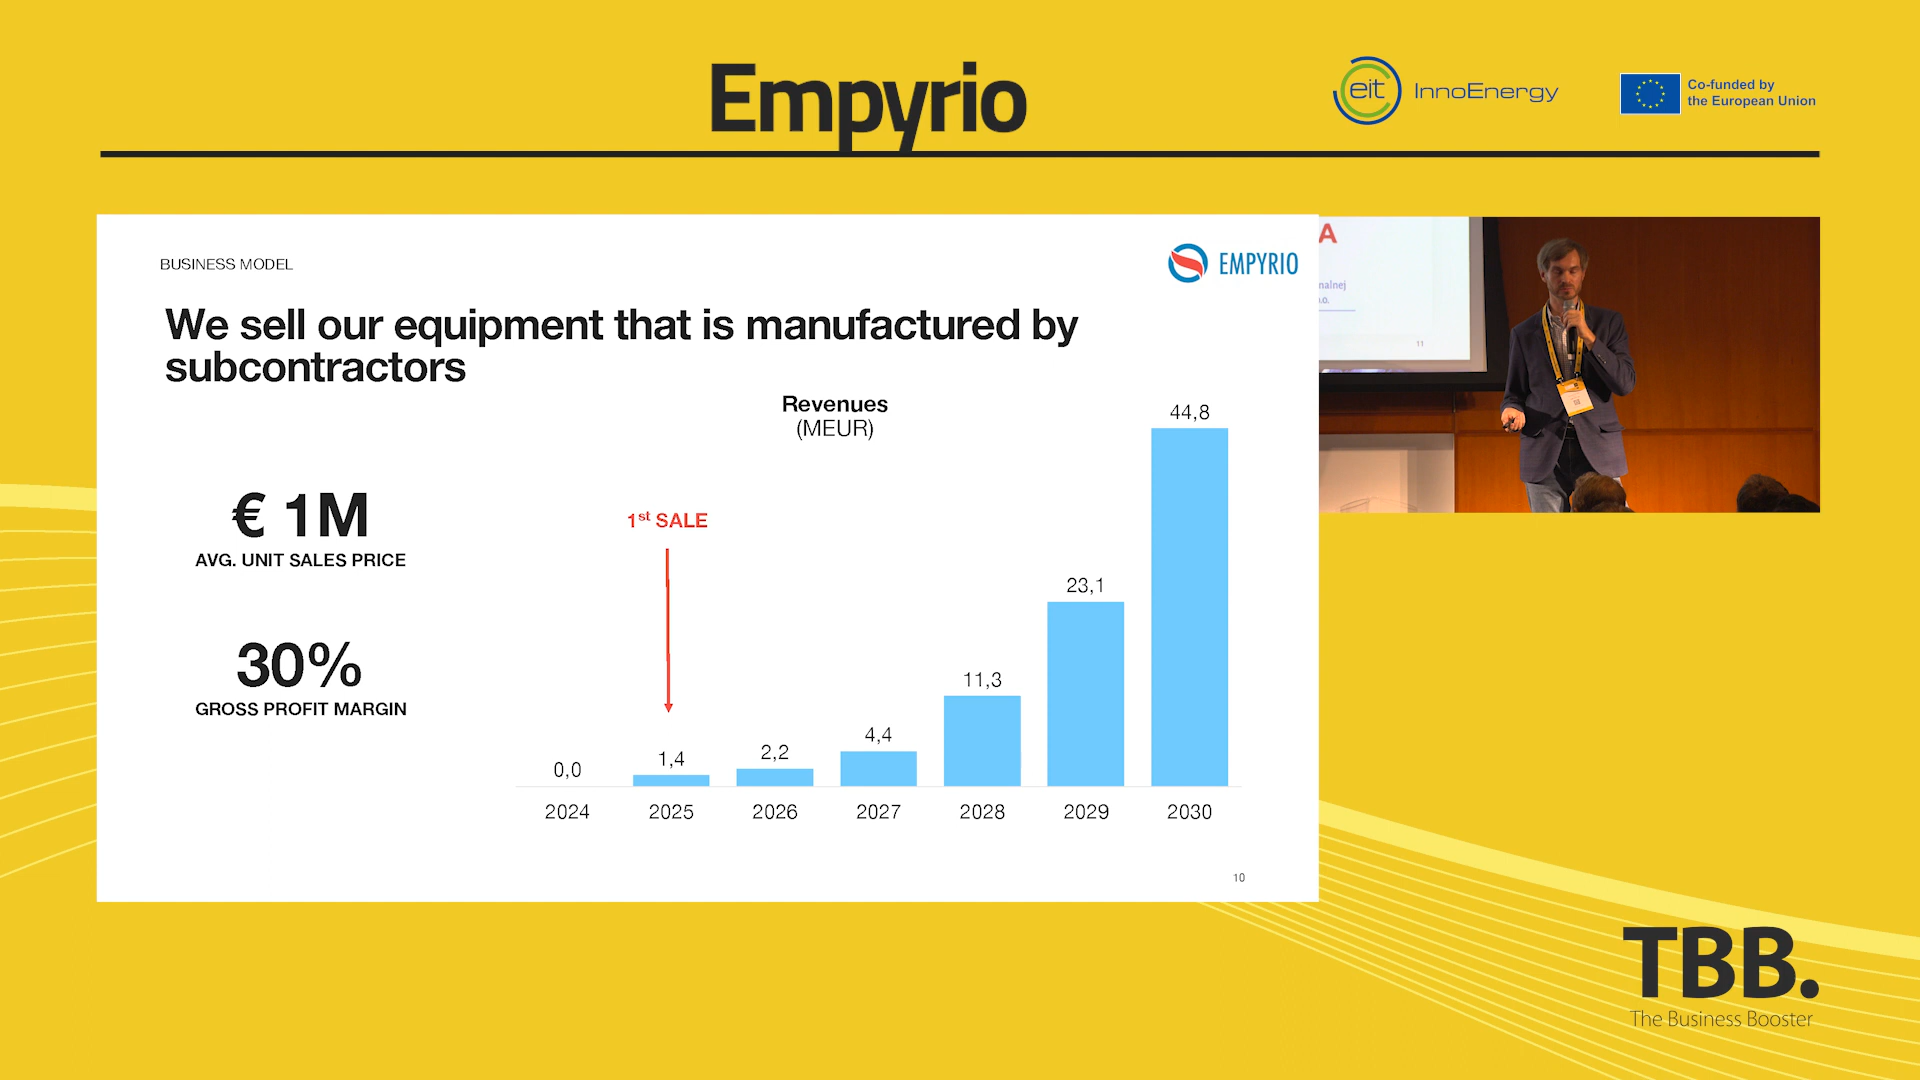 Empyrio
eit InnoEnergy
Co-funded by
the European Union
BUSINESS MODEL
EMPYRIO
We sell our equipment that is manufactured by
subcontractors
Revenues
(MEUR)
€ 1M
AVG. UNIT SALES PRICE
30%
GROSS PROFIT MARGIN
1st SALE
0,0
1,4
2,2
4,4
11,3
23,1
44,8
2024
2025
2026
2027
2028
2029
2030
10
A
nalnej
o.o.
11
TBB.
The Business Booster